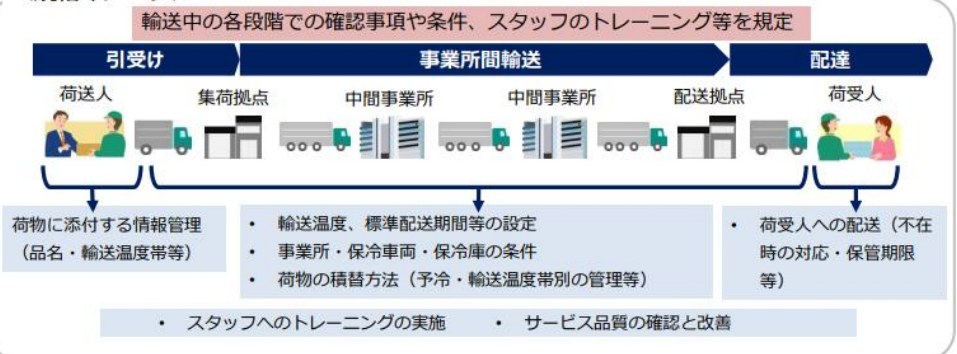 輸送中の各段階での確認事項や条件、スタッフのトレーニング等を規定
引受け
事業所間輸送
配達
荷送人
集荷拠点
中間事業所
中間事業所
配送拠点
荷受人
荷物に添付する情報管理
（品名・輸送温度帯等）
• 輸送温度、標準配送期間等の設定
• 事業所・保冷車両・保冷庫の条件
• 荷物の積替方法（予冷・輸送温度帯別の管理等）
• 荷受人への配送（不在
時の対応・保管期限
等）
• スタッフへのトレーニングの実施 • サービス品質の確認と改善